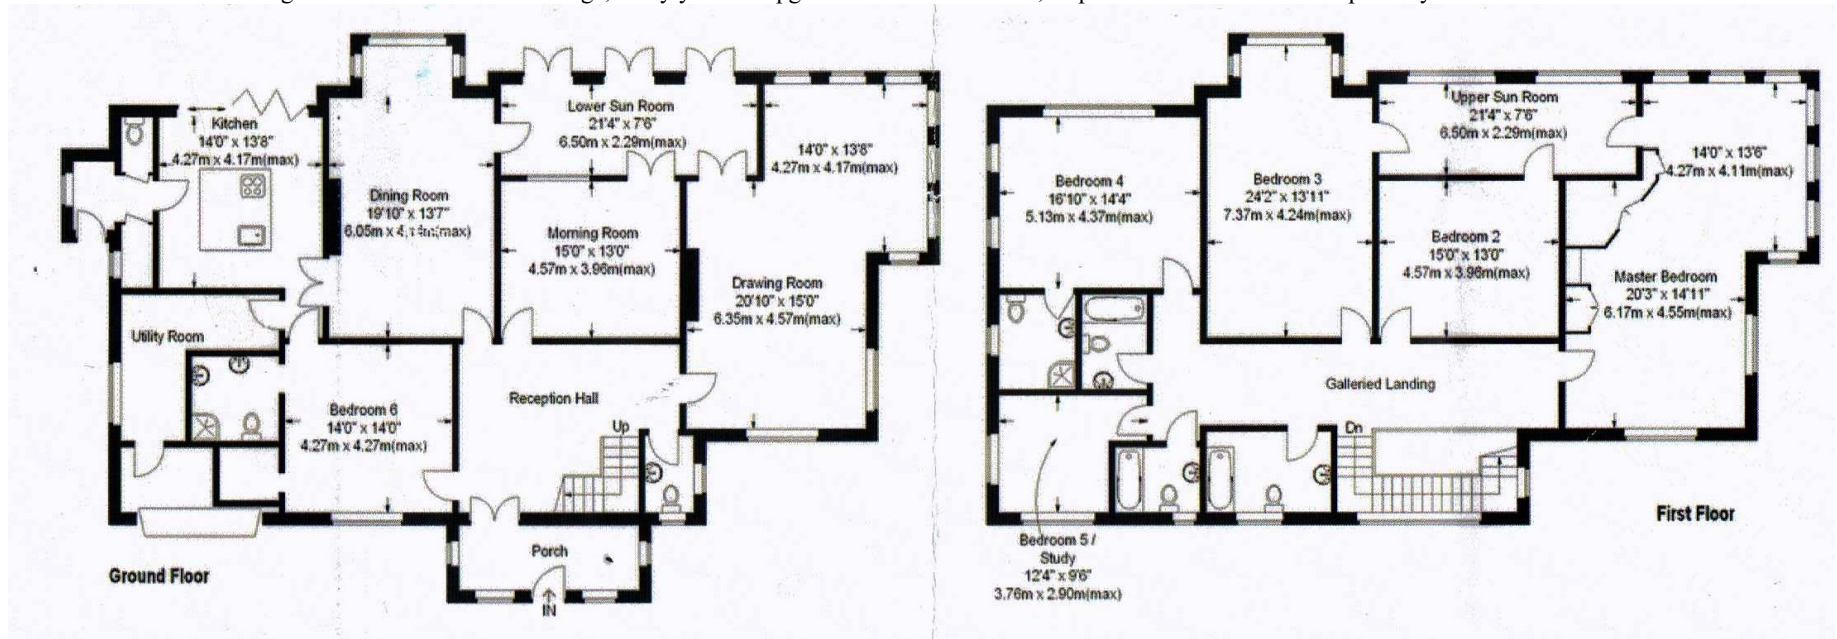 Kitchen
14'0" x 13'8"
4.27m x 4.17m(max)
Dining Room
19'10" x 13'7"
Lower Sun Room
21'4" x 7'6"
6.50m x 2.29m(max)
14'0" x 13'8"
4.27m x 4.17m(max)
Morning Room
15'0" x 13'0"
4.57m x 3.96m(max)
Drawing Room
20'10" x 15'0"
6.35m x 4.57m(max)
Utility Room
Bedroom 6
14'0" x 14'0"
4.27m x 4.27m(max)
Reception Hall
Up
Porch
IN
Ground Floor
Bedroom 4
16'10" x 14'4"
5.13m x 4.37m(max)
Bedroom 3
24'2" x 13'11"
7.37m x 4.24m(max)
Upper Sun Room
21'4" x 7'6"
6.50m x 2.29m(max)
14'0" x 13'6"
4.27m x 4.11m(max)
Bedroom 2
15'0" x 13'0"
4.57m x 3.96m(max)
Master Bedroom
20'3" x 14'11"
6.17m x 4.55m(max)
Galleried Landing
Dn
Bedroom 5 /
Study
12'4" x 9'6"
3.76m x 2.90m(max)
First Floor